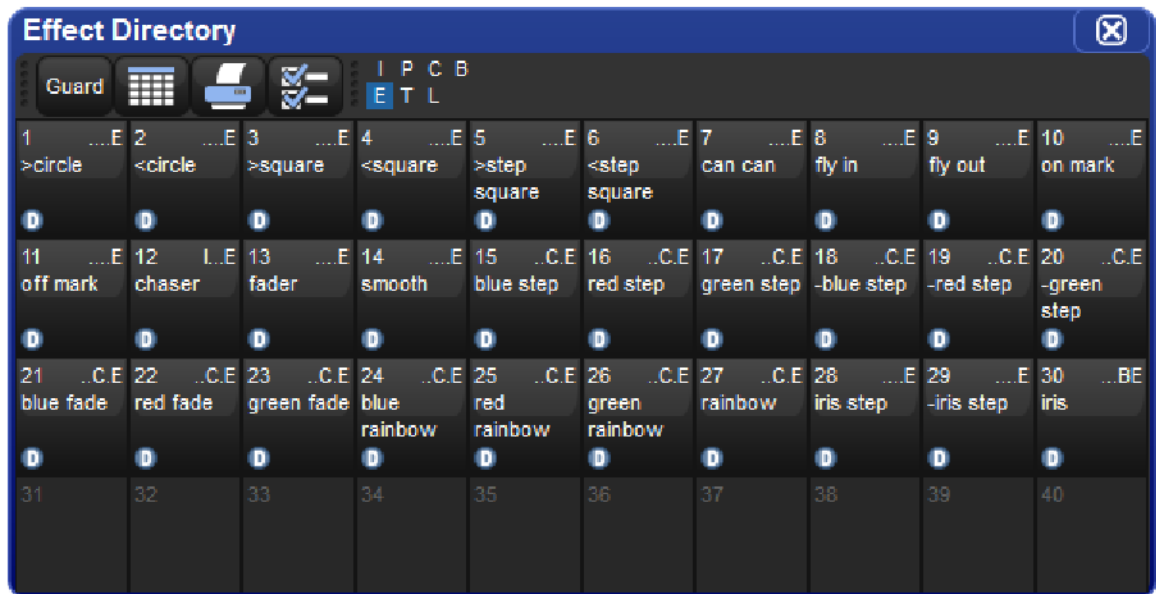 Effect Directory
I P C B
Guard
E T L
1 ....E 2 ....E 3 ....E 4 ....E 5 ....E 6 ....E 7 ....E 8 ....E 9 ....E 10 ....E
>circle <circle >square <square >step <step can can fly in fly out on mark
square square
D D D D D D D D D D
11 ....E 12 I...E 13 ....E 14 ....E 15 ..C.E 16 ..C.E 17 ..C.E 18 ..C.E 19 ..C.E 20 ..C.E
off mark chaser fader smooth blue step red step green step -blue step -red step -green
step
D D D D D D D D D D
21 ..C.E 22 ..C.E 23 ..C.E 24 ..C.E 25 ..C.E 26 ..C.E 27 ..C.E 28 ....E 29 ....E 30 ...BE
blue fade red fade green fade blue red green rainbow iris step -iris step iris
rainbow rainbow rainbow
D D D D D D D D D D
31 32 33 34 35 36 37 38 39 40